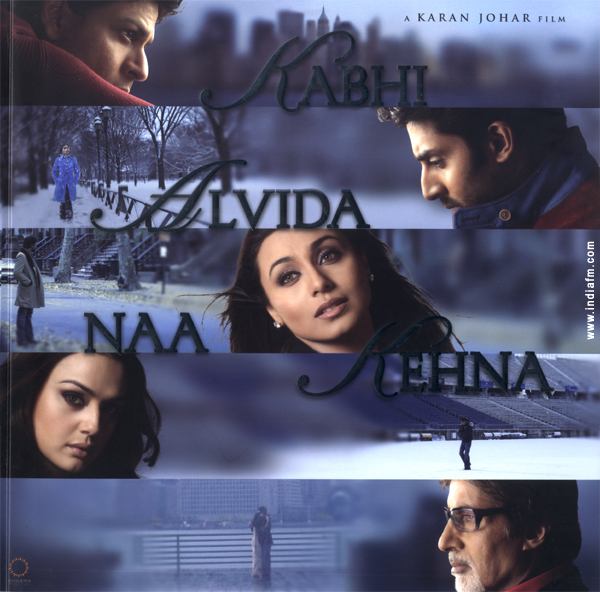 A KARAN JOHAR FILM
KABHI
ALVIDA
NAA KEHNA
www.indiafm.com